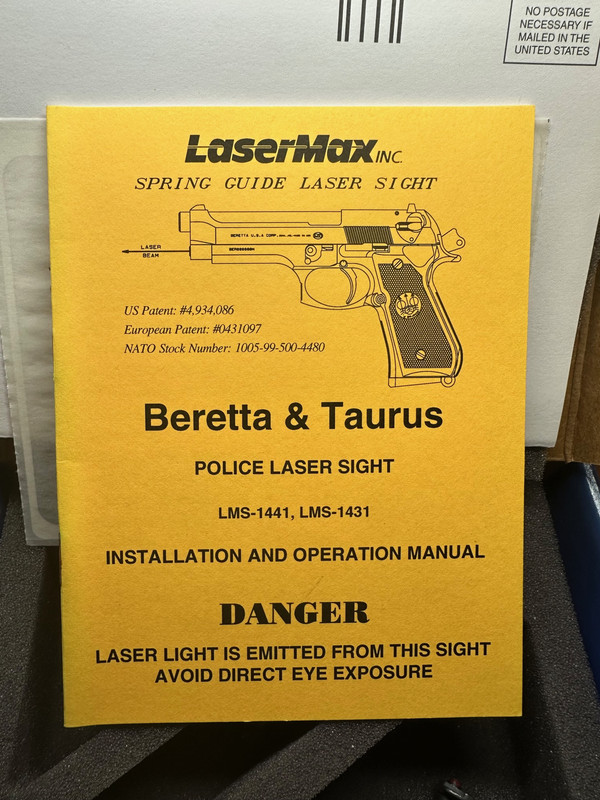 NO POSTAGE
NECESSARY IF
MAILED IN THE
UNITED STATES
LaserMax INC.
SPRING GUIDE LASER SIGHT
BERETTA U.S.A. CORP.
LASER
BEAM
US Patent: #4,934,086
European Patent: #0431097
NATO Stock Number: 1005-99-500-4480
Beretta & Taurus
POLICE LASER SIGHT
LMS-1441, LMS-1431
INSTALLATION AND OPERATION MANUAL
DANGER
LASER LIGHT IS EMITTED FROM THIS SIGHT
AVOID DIRECT EYE EXPOSURE